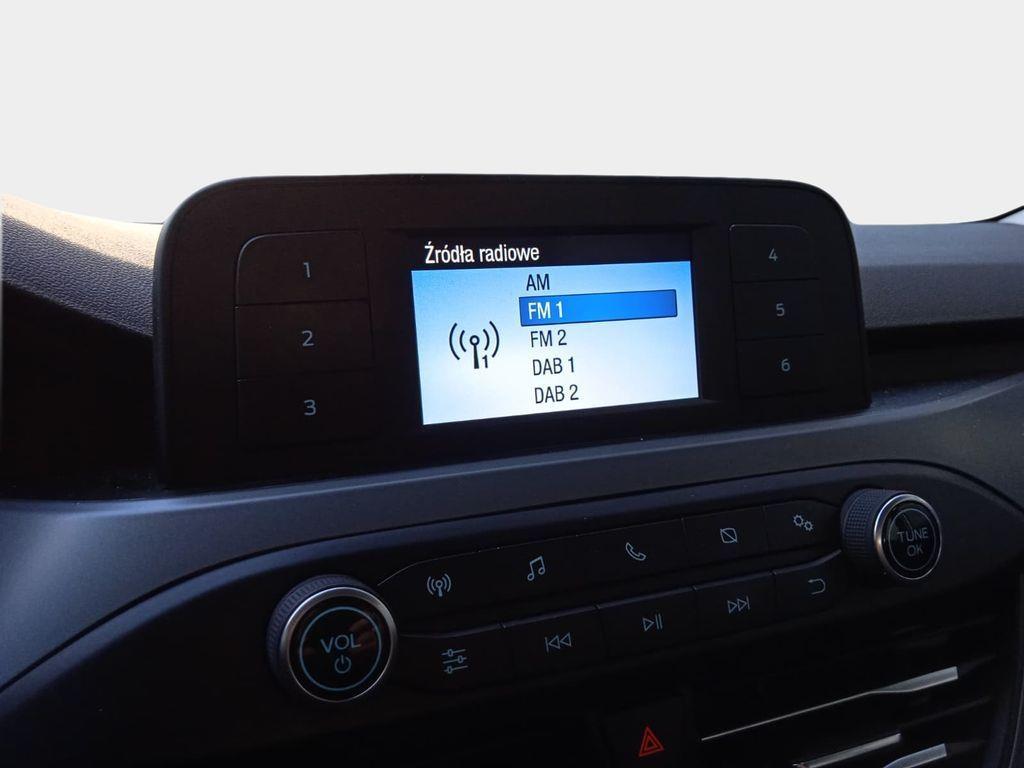 Źródła radiowe
AM
FM 1
FM 2
DAB 1
DAB 2
1
1
2
3
4
5
6
VOL
TUNE
OK